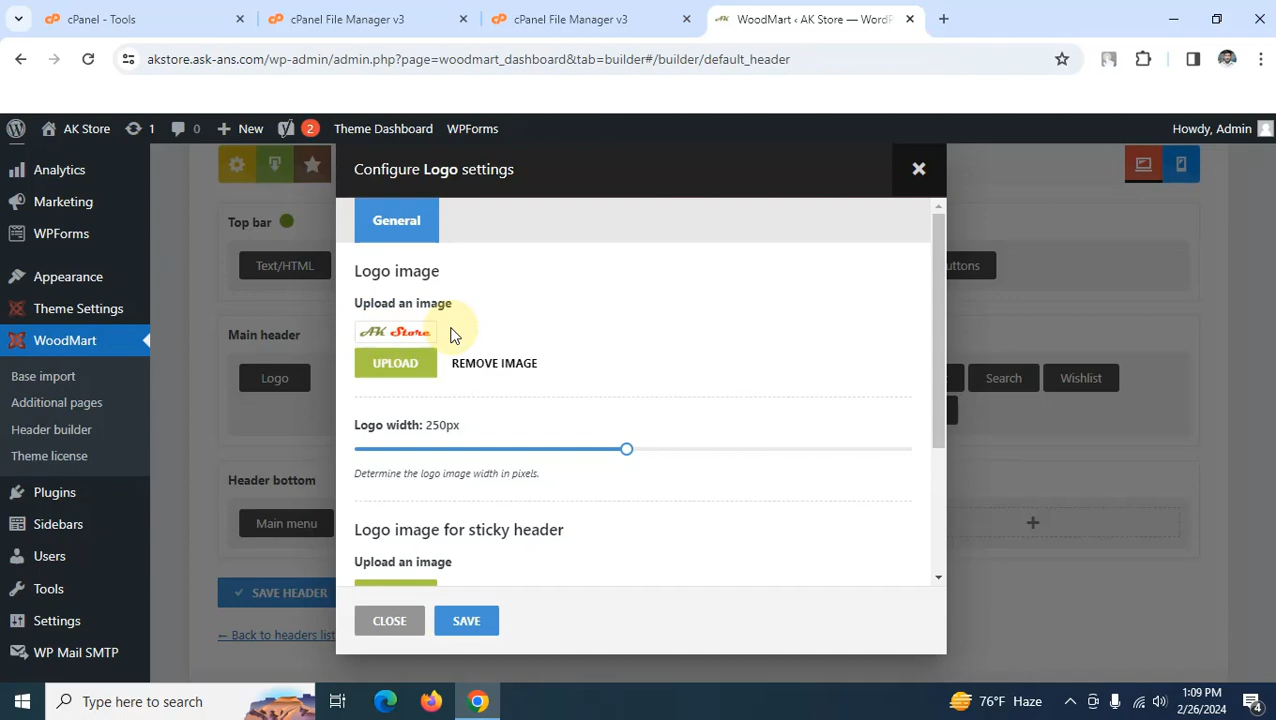 cPanel - Tools
cPanel File Manager v3
cPanel File Manager v3
WoodMart ‹ AK Store — WordP
akstore.ask-ans.com/wp-admin/admin.php?page=woodmart_dashboard&tab=builder#/builder/default_header
AK Store
1
0
New
2
Theme Dashboard
WPForms
Howdy, Admin
Analytics
Marketing
WPForms
Appearance
Theme Settings
WoodMart
Base import
Additional pages
Header builder
Theme license
Plugins
Sidebars
Users
Tools
Settings
WP Mail SMTP
Top bar
Text/HTML
Main header
Logo
Search
Wishlist
Header bottom
Main menu
SAVE HEADER
← Back to headers list
Configure Logo settings
General
Logo image
Upload an image
AK Store
UPLOAD
REMOVE IMAGE
Logo width: 250px
Determine the logo image width in pixels.
Logo image for sticky header
Upload an image
CLOSE
SAVE
Type here to search
76°F Haze
1:09 PM
2/26/2024
4